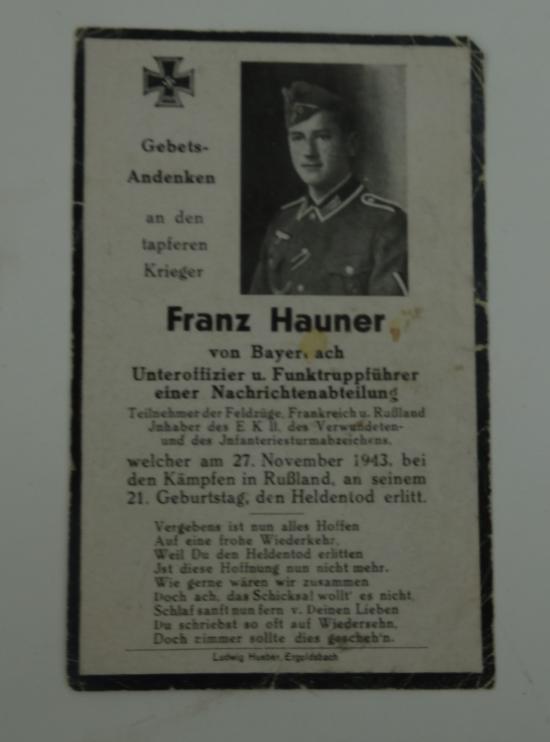 Gebets-
Andenken
an den
tapferen
Krieger
Franz Hauner
von
Unteroffizier u. Funktruppführer
einer Nachrichtenabteilung
Teilnehmer der Feldzüge, Frankreich u. Rußland
Jnhaber des E K II. des Verwundeten-
und des Jnfanteriesturmabzeichens,
welcher am 27. November 1943, bei
den Kämpfen in Rußland, an seinem
21. Geburtstag, den Heldentod erlitt.
Vergebens ist nun alles Hoffen
Auf eine frohe Wiederkehr,
Weil Du den Heldentod erlitten
Jst diese Hoffnung nun nicht mehr.
Wie gerne wären wir zusammen
Doch ach, das Schicksal wollt' es nicht,
Schlaf sanft nun fern v. Deinen Lieben
Du schriebst so oft auf Wiedersehn,
Doch nimmer sollte dies gescheh'n.
Ludwig Hueber, Ergoldsbach